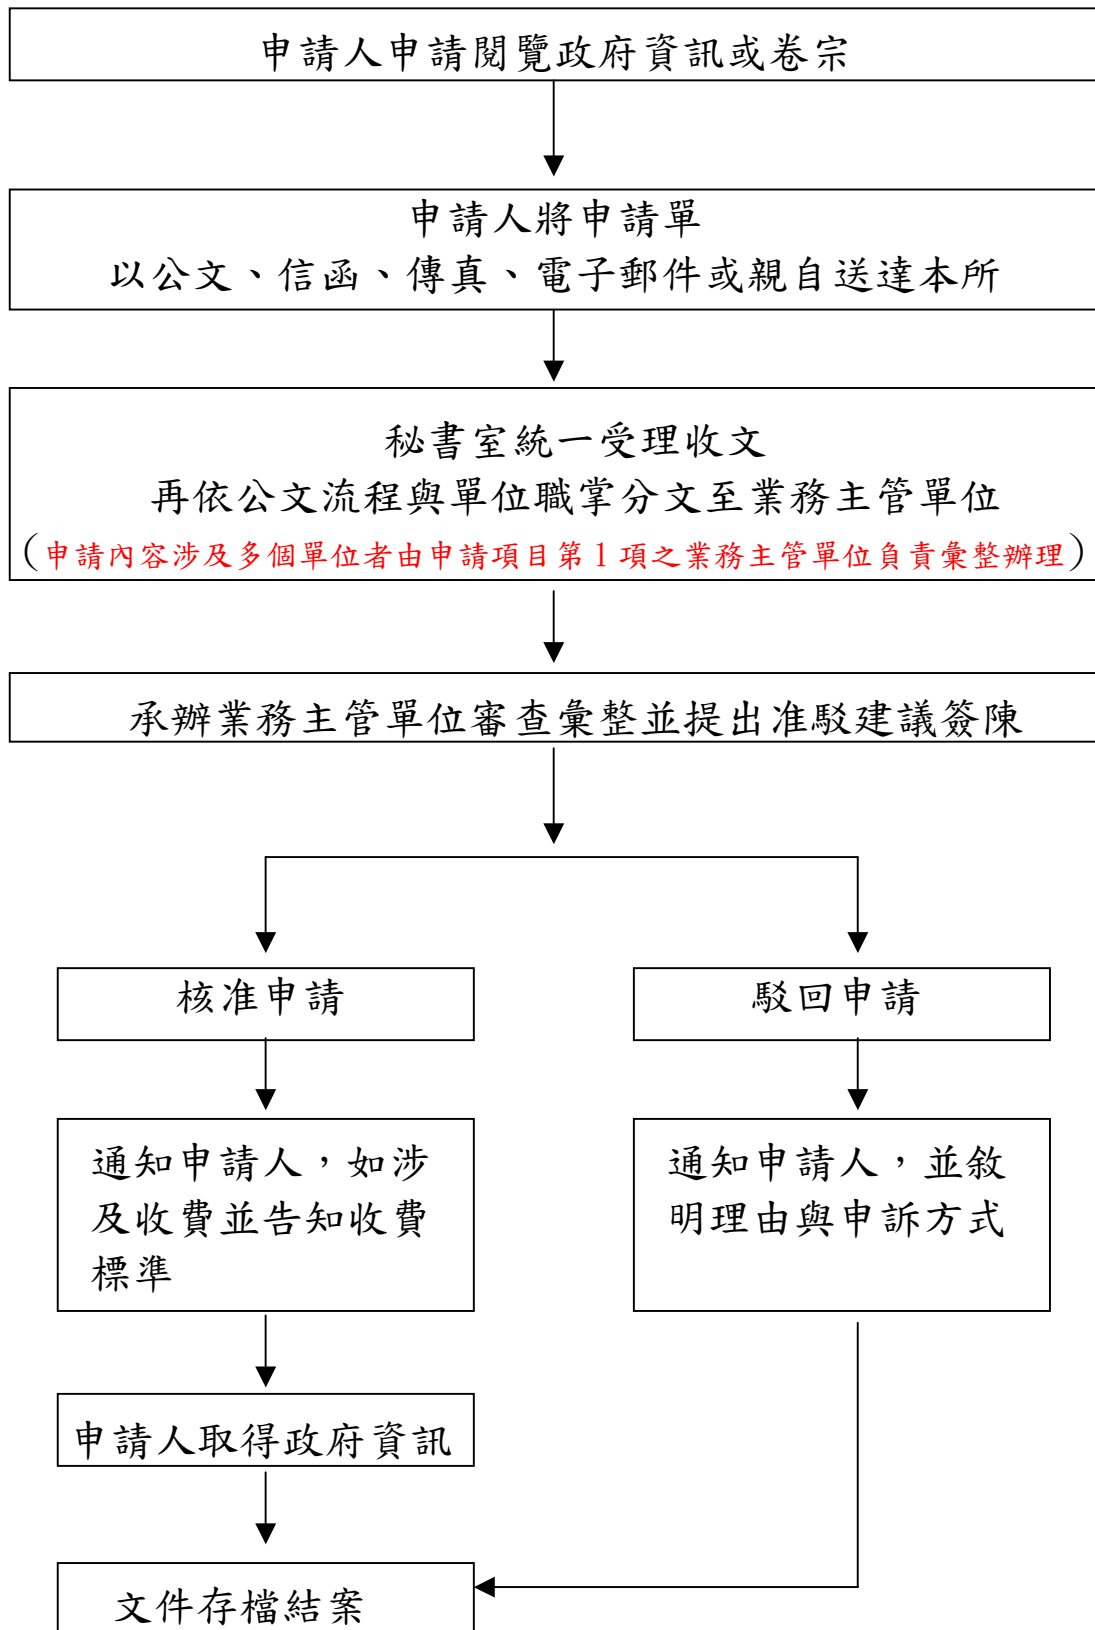 申請人申請閱覽政府資訊或卷宗
申請人將申請單
以公文、信函、傳真、電子郵件或親自送達本所
秘書室統一受理收文
再依公文流程與單位職掌分文至業務主管單位
（申請內容涉及多個單位者由申請項目第1項之業務主管單位負責彙整辦理）
承辦業務主管單位審查彙整並提出准駁建議簽陳
核准申請
駁回申請
通知申請人，如涉
及收費並告知收費
標準
通知申請人，並敘
明理由與申訴方式
申請人取得政府資訊
文件存檔結案